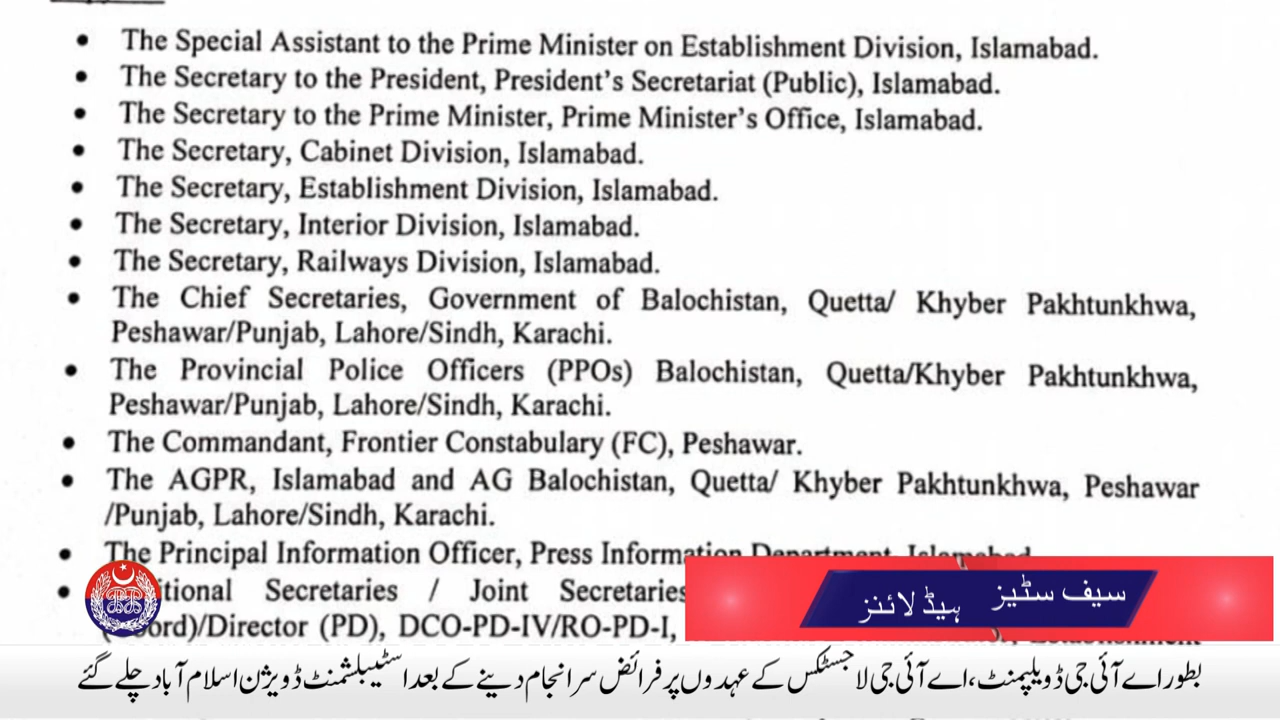 • The Special Assistant to the Prime Minister on Establishment Division, Islamabad.
• The Secretary to the President, President's Secretariat (Public), Islamabad.
• The Secretary to the Prime Minister, Prime Minister's Office, Islamabad.
• The Secretary, Cabinet Division, Islamabad.
• The Secretary, Establishment Division, Islamabad.
• The Secretary, Interior Division, Islamabad.
• The Secretary, Railways Division, Islamabad.
• The Chief Secretaries, Government of Balochistan, Quetta/ Khyber Pakhtunkhwa,
Peshawar/Punjab, Lahore/Sindh, Karachi.
• The Provincial Police Officers (PPOs) Balochistan, Quetta/Khyber Pakhtunkhwa,
Peshawar/Punjab, Lahore/Sindh, Karachi.
• The Commandant, Frontier Constabulary (FC), Peshawar.
• The AGPR, Islamabad and AG Balochistan, Quetta/ Khyber Pakhtunkhwa, Peshawar
/Punjab, Lahore/Sindh, Karachi.
• The Principal Information Officer, Press Information Department, Islamabad
• Secretaries / Joint Secretaries
/Director (PD), DCO-PD-IV/RO-PD-I,
سیف سٹیز
ہیڈ لائنز
بطور اے آئی جی ڈویلپمنٹ، اے آئی جی لاجسٹکس کے عہدوں پر فرائض سر انجام دینے کے بعد اسٹیبلشمنٹ ڈویژن اسلام آباد چلے گئے